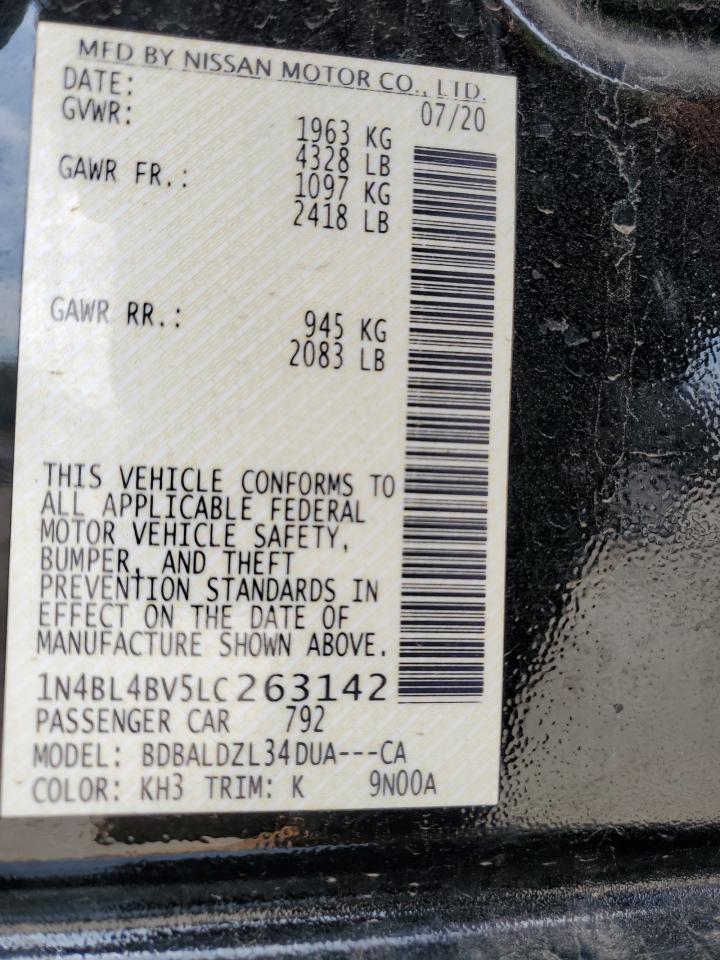 MFD BY NISSAN MOTOR CO., LTD.
DATE: 07/20
GVWR: 1963 KG
4328 LB
GAWR FR.: 1097 KG
2418 LB
GAWR RR.: 945 KG
2083 LB
THIS VEHICLE CONFORMS TO
ALL APPLICABLE FEDERAL
MOTOR VEHICLE SAFETY,
BUMPER, AND THEFT
PREVENTION STANDARDS IN
EFFECT ON THE DATE OF
MANUFACTURE SHOWN ABOVE.
1N4BL4BV5LC263142
PASSENGER CAR 792
MODEL: BDBALDZL34DUA---CA
COLOR: KH3 TRIM: K 9N00A